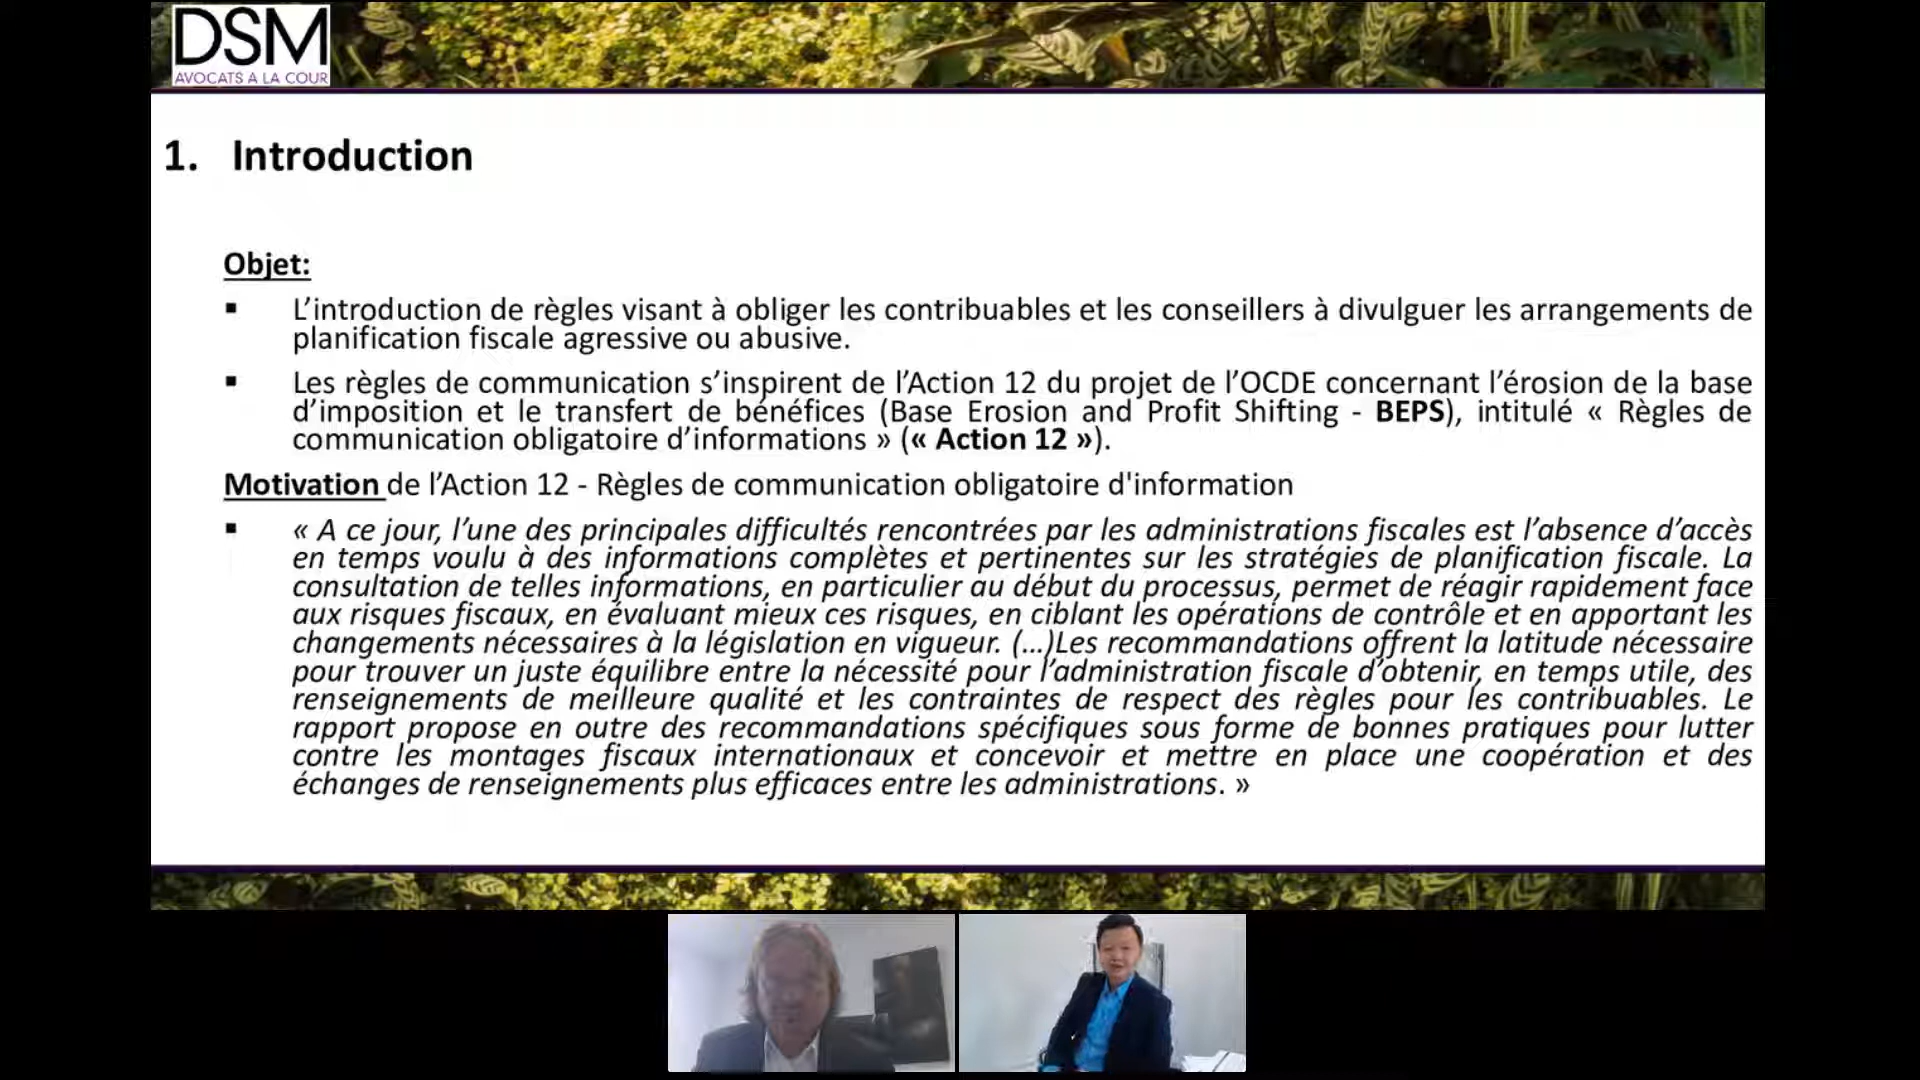 DSM
AVOCATS A LA COUR
1. Introduction
Objet:
▪ L’introduction de règles visant à obliger les contribuables et les conseillers à divulguer les arrangements de
planification fiscale agressive ou abusive.
▪ Les règles de communication s’inspirent de l’Action 12 du projet de l’OCDE concernant l’érosion de la base
d’imposition et le transfert de bénéfices (Base Erosion and Profit Shifting - BEPS), intitulé « Règles de
communication obligatoire d’informations » (« Action 12 »).
Motivation de l’Action 12 - Règles de communication obligatoire d'information
▪ « A ce jour, l’une des principales difficultés rencontrées par les administrations fiscales est l’absence d’accès
en temps voulu à des informations complètes et pertinentes sur les stratégies de planification fiscale. La
consultation de telles informations, en particulier au début du processus, permet de réagir rapidement face
aux risques fiscaux, en évaluant mieux ces risques, en ciblant les opérations de contrôle et en apportant les
changements nécessaires à la législation en vigueur. (…)Les recommandations offrent la latitude nécessaire
pour trouver un juste équilibre entre la nécessité pour l’administration fiscale d’obtenir, en temps utile, des
renseignements de meilleure qualité et les contraintes de respect des règles pour les contribuables. Le
rapport propose en outre des recommandations spécifiques sous forme de bonnes pratiques pour lutter
contre les montages fiscaux internationaux et concevoir et mettre en place une coopération et des
échanges de renseignements plus efficaces entre les administrations. »